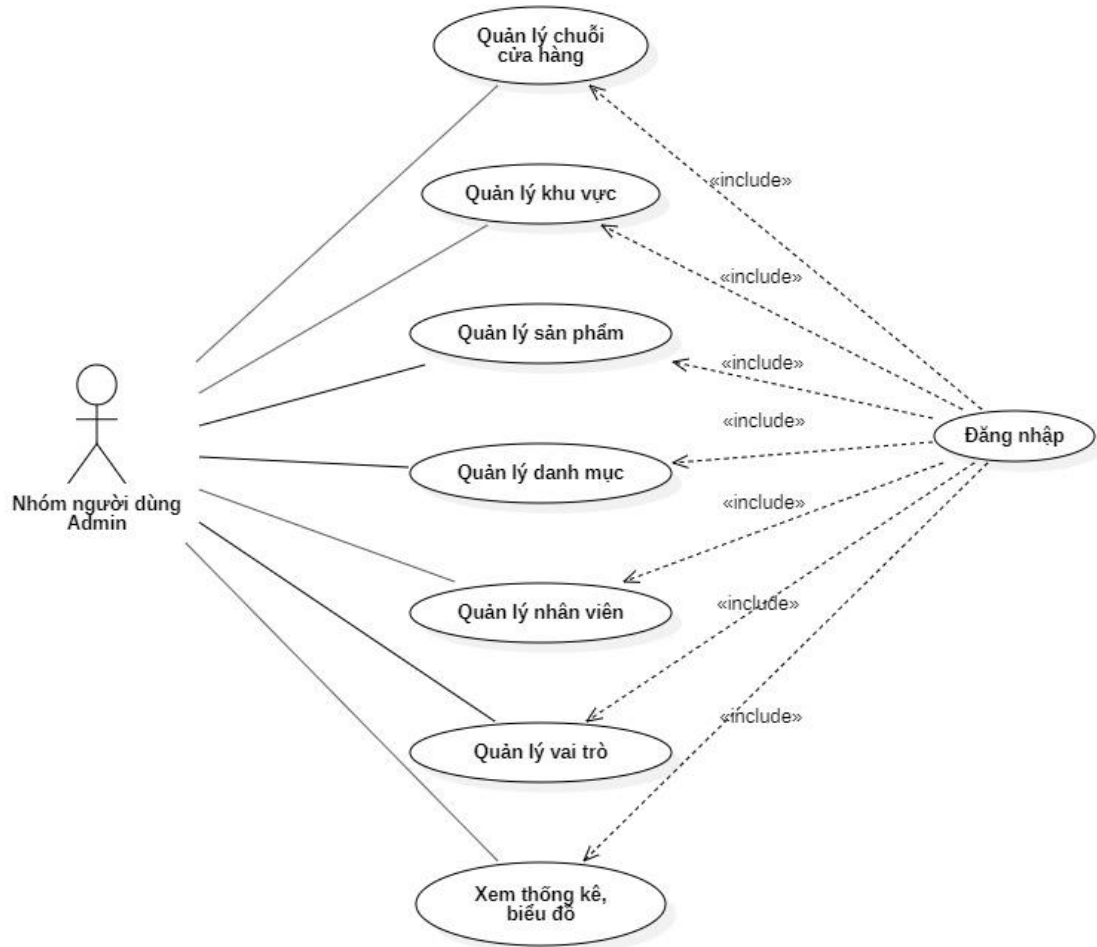 Quản lý chuỗi
cửa hàng
«include»
Quản lý khu vực
«include»
Quản lý sản phẩm
«include»
«include»
Đăng nhập
Quản lý danh mục
Nhóm người dùng
Admin
«include»
Quản lý nhân viên
«include»
«include»
Quản lý vai trò
Xem thống kê,
biểu đồ